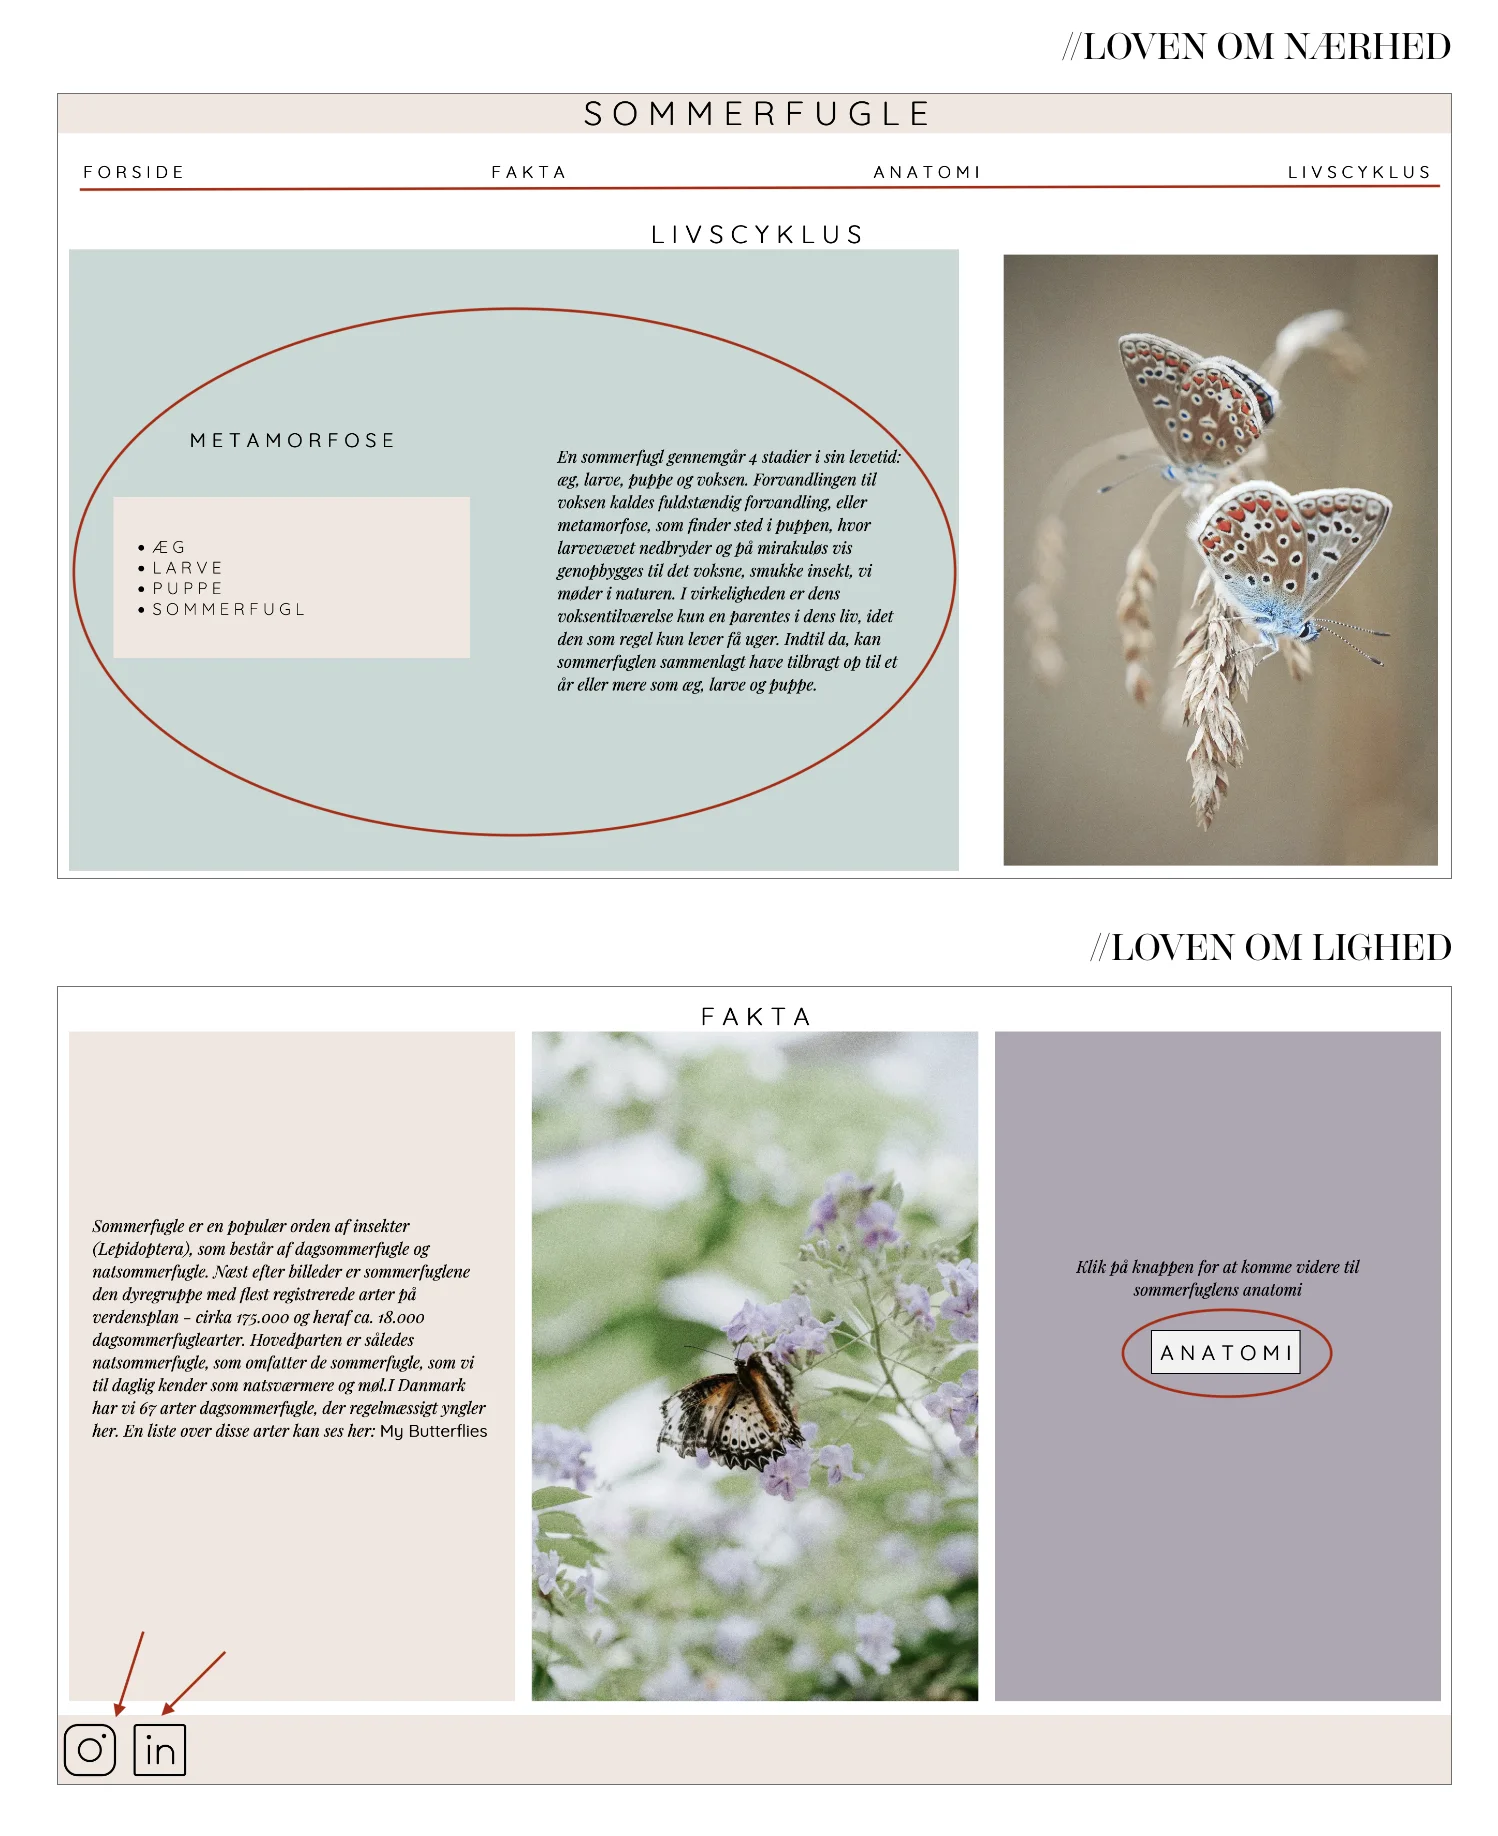 //LOVEN OM NÆRHED
SOMMERFUGLE
FORSIDE FAKTA ANATOMI LIVSCYKLUS
LIVSCYKLUS
METAMORFOSE
• ÆG
• LARVE
• PUPPE
• SOMMERFUGL
En sommerfugl gennemgår 4 stadier i sin levetid:
æg, larve, puppe og voksen. Forvandlingen til
voksen kaldes fuldstændig forvandling, eller
metamorfose, som finder sted i puppen, hvor
larvevævet nedbryder og på mirakuløs vis
genopbygges til det voksne, smukke insekt, vi
møder i naturen. I virkeligheden er dens
voksentilværelse kun en parentes i dens liv, idet
den som regel kun lever få uger. Indtil da, kan
sommerfuglen sammenlagt have tilbragt op til et
år eller mere som æg, larve og puppe.
//LOVEN OM LIGHED
FAKTA
Sommerfugle er en populær orden af insekter
(Lepidoptera), som består af dagsommerfugle og
natsommerfugle. Næst efter billeder er sommerfuglene
den dyregruppe med flest registrerede arter på
verdensplan – cirka 175.000 og heraf ca. 18.000
dagsommerfuglearter. Hovedparten er således
natsommerfugle, som omfatter de sommerfugle, som vi
til daglig kender som natsværmere og møl.I Danmark
har vi 67 arter dagsommerfugle, der regelmæssigt yngler
her. En liste over disse arter kan ses her: My Butterflies
Klik på knappen for at komme videre til
sommerfuglens anatomi
ANATOMI
in